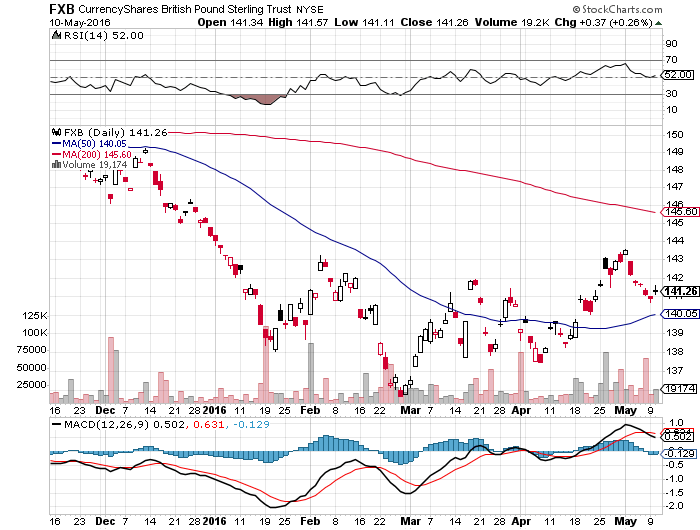 FXB CurrencyShares British Pound Sterling Trust NYSE © StockCharts.com
10-May-2016 Open 141.34 High 141.57 Low 141.11 Close 141.26 Volume 19.2K Chg +0.37 (+0.26%)
RSI(14) 52.00
90
70
52.00
30
10
FXB (Daily) 141.26
MA(50) 140.05
MA(200) 145.60
Volume 19,174
150
149
148
147
146
145.60
144
143
142
141.26
140.05
139
138
137
19174
125K
100K
75000
50000
25000
16 23 Dec 7 14 21 28 2016 11 19 25 Feb 8 16 22 Mar 7 14 21 28 Apr 11 18 25 May 9
MACD(12,26,9) 0.502, 0.631, -0.129
1.0
0.502
-0.129
-0.5
-1.0
-1.5
-2.0
16 23 Dec 7 14 21 28 2016 11 19 25 Feb 8 16 22 Mar 7 14 21 28 Apr 11 18 25 May 9